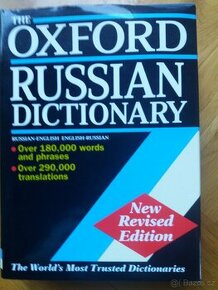 THE
OXFORD
RUSSIAN
DICTIONARY
RUSSIAN-ENGLISH ENGLISH-RUSSIAN
• Over 180,000 words
and phrases
• Over 290,000
translations
New
Revised
Edition
The World's Most Trusted Dictionaries